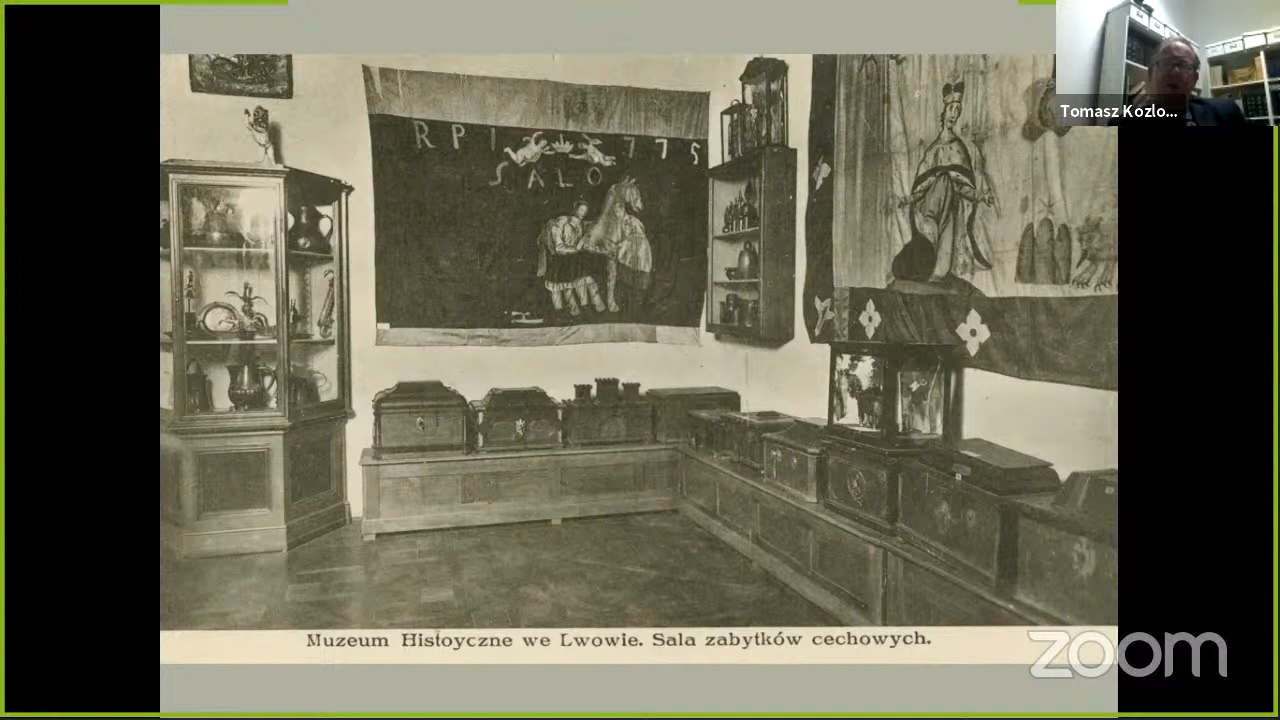 Tomasz Kozlo...
RPI 775
SALO
Muzeum Histoyczne we Lwowie. Sala zabytków cechowych.
zoom